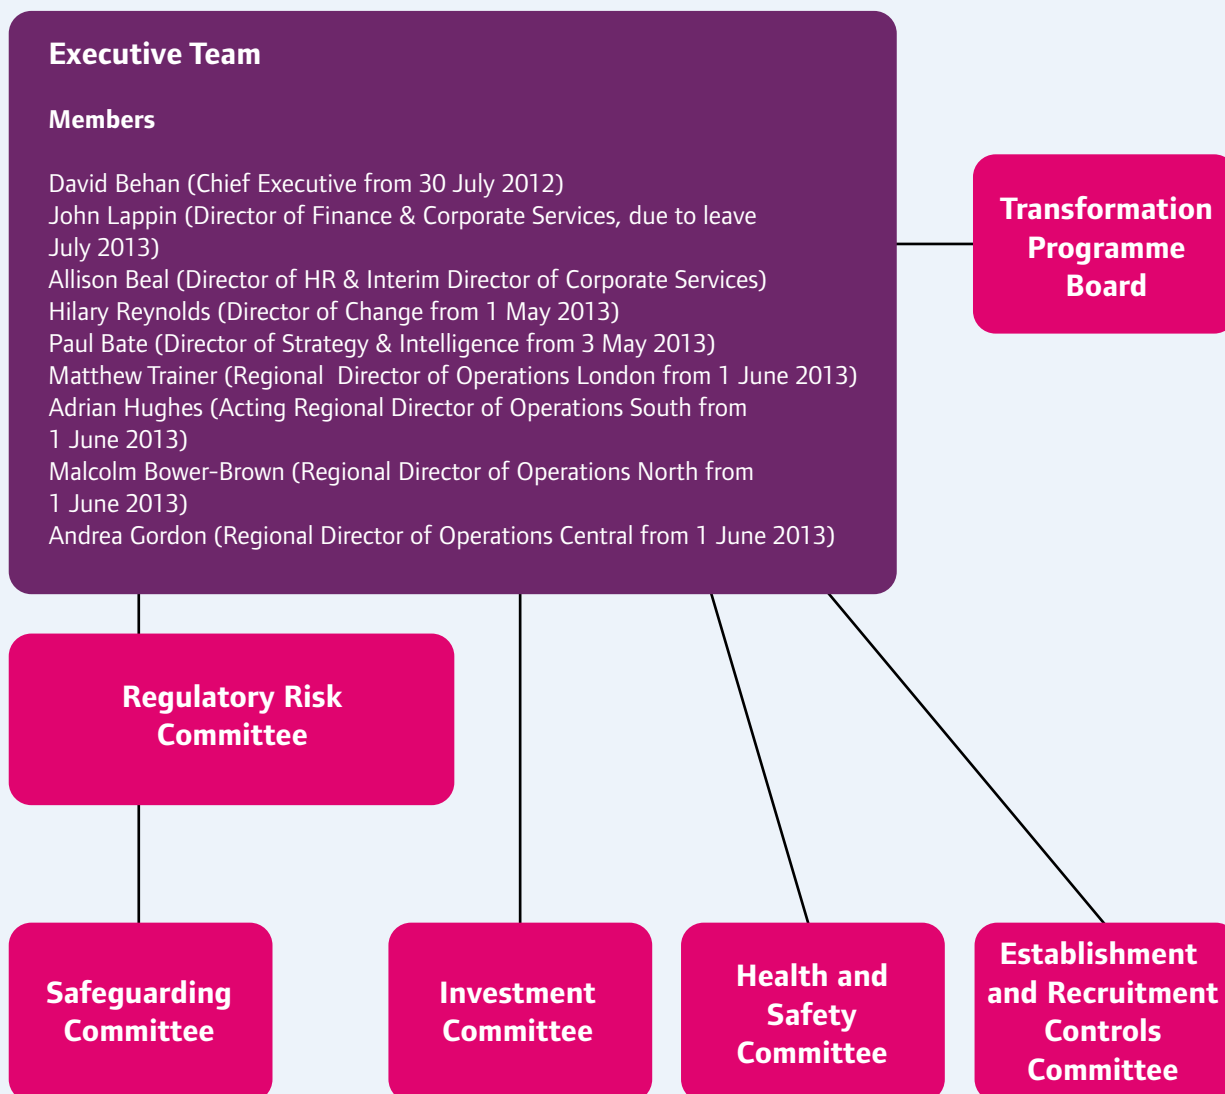 Executive Team
Members
David Behan (Chief Executive from 30 July 2012)
John Lappin (Director of Finance & Corporate Services, due to leave
July 2013)
Allison Beal (Director of HR & Interim Director of Corporate Services)
Hilary Reynolds (Director of Change from 1 May 2013)
Paul Bate (Director of Strategy & Intelligence from 3 May 2013)
Matthew Trainer (Regional  Director of Operations London from 1 June 2013)
Adrian Hughes (Acting Regional Director of Operations South from
1 June 2013)
Malcolm Bower-Brown (Regional Director of Operations North from
1 June 2013)
Andrea Gordon (Regional Director of Operations Central from 1 June 2013)
Transformation
Programme
Board
Regulatory Risk
Committee
Safeguarding
Committee
Investment
Committee
Health and
Safety
Committee
Establishment
and Recruitment
Controls
Committee